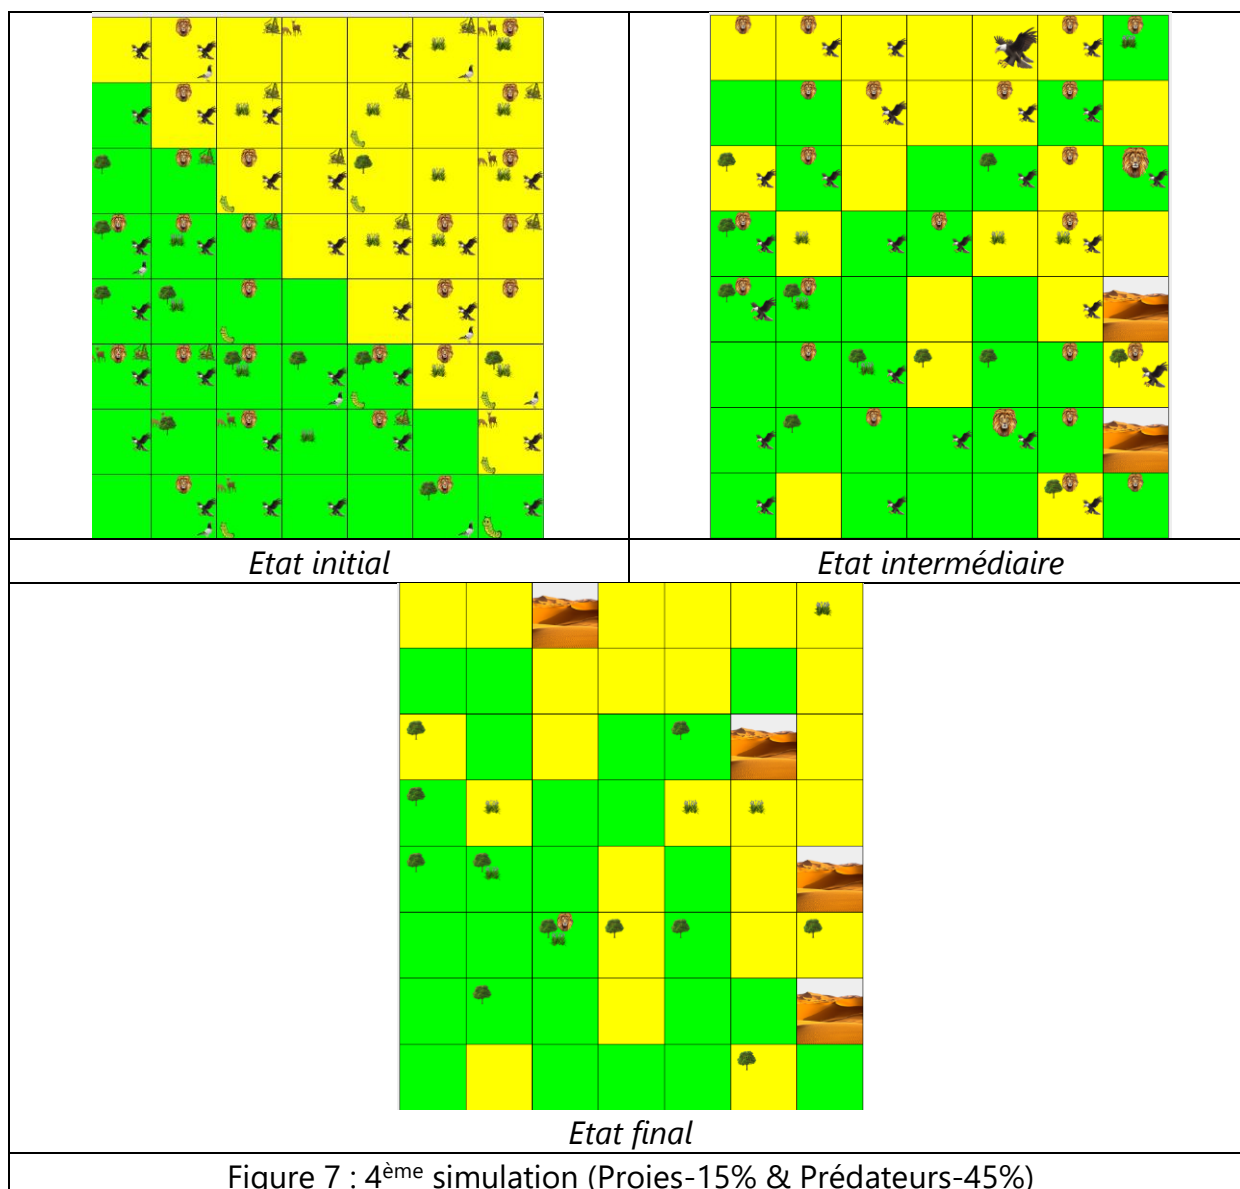 Etat initial
Etat intermédiaire
Etat final
Figure 7 : 4ème simulation (Proies-15% & Prédateurs-45%)